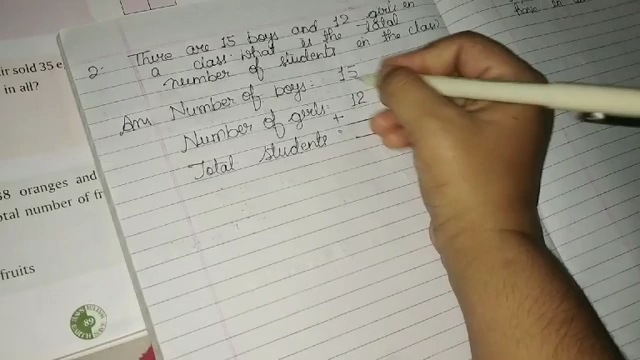 ir sold 35 e
in all?
38 oranges and
otal number of fr
fruits
89
2. There are 15 boys and 12 girls in
a class. What is the total
number of students in the class
Ans Number of boys: 15
Number of girls: 12
+
Total students =